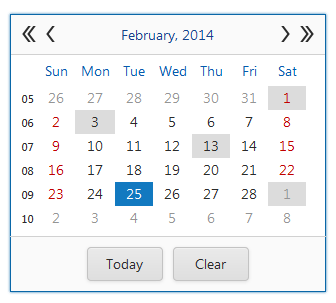 « ‹ February, 2014 › »
Sun Mon Tue Wed Thu Fri Sat
05 26 27 28 29 30 31 1
06 2 3 4 5 6 7 8
07 9 10 11 12 13 14 15
08 16 17 18 19 20 21 22
09 23 24 25 26 27 28 1
10 2 3 4 5 6 7 8
Today Clear